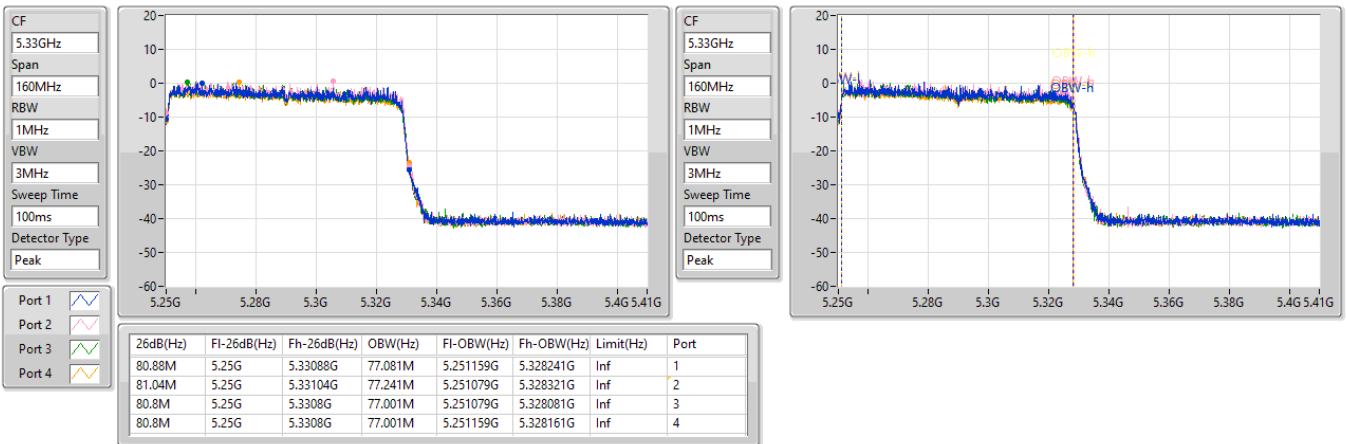 CF
5.33GHz
Span
160MHz
RBW
1MHz
VBW
3MHz
Sweep Time
100ms
Detector Type
Peak
20-
10-
0-
-10-
-20-
-30-
-40-
-50-
-60-
5.25G 5.28G 5.3G 5.32G 5.34G 5.36G 5.38G 5.4G 5.41G
CF
5.33GHz
Span
160MHz
RBW
1MHz
VBW
3MHz
Sweep Time
100ms
Detector Type
Peak
20-
10-
0-
-10-
-20-
-30-
-40-
-50-
-60-
OBW-h
OBW-h
OBW-h
W-
5.25G 5.28G 5.3G 5.32G 5.34G 5.36G 5.38G 5.4G 5.41G
Port 1
Port 2
Port 3
Port 4
26dB(Hz) Fl-26dB(Hz) Fh-26dB(Hz) OBW(Hz) Fl-OBW(Hz) Fh-OBW(Hz) Limit(Hz) Port
80.88M 5.25G 5.33088G 77.081M 5.251159G 5.328241G Inf 1
81.04M 5.25G 5.33104G 77.241M 5.251079G 5.328321G Inf 2
80.8M 5.25G 5.3308G 77.001M 5.251079G 5.328081G Inf 3
80.8M 5.25G 5.3308G 77.001M 5.251159G 5.328161G Inf 4